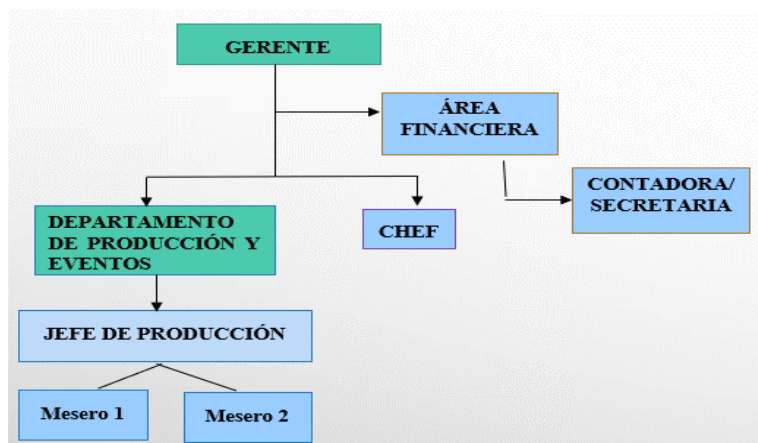 GERENTE
ÁREA
FINANCIERA
CONTADORA/
SECRETARIA
DEPARTAMENTO
DE PRODUCCIÓN Y
EVENTOS
CHEF
JEFE DE PRODUCCIÓN
Mesero 1
Mesero 2